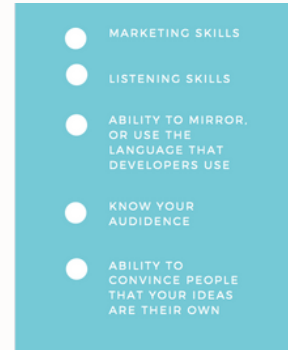 MARKETING SKILLS
LISTENING SKILLS
ABILITY TO MIRROR,
OR USE THE
LANGUAGE THAT
DEVELOPERS USE
KNOW YOUR
AUDIDENCE
ABILITY TO
CONVINCE PEOPLE
THAT YOUR IDEAS
ARE THEIR OWN